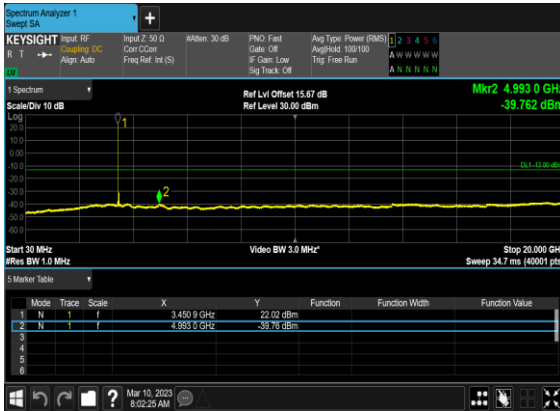 Spectrum Analyzer 1
Swept SA
+
KEYSIGHT
R T
Input: RF
Coupling: DC
Align: Auto
Input Z: 50 Ω
Corr CCorr
Freq Ref: Int (S)
#Atten: 30 dB
PNO: Fast
Gate: Off
IF Gain: Low
Sig Track: Off
Avg Type: Power (RMS)
Avg|Hold: 100/100
Trig: Free Run
1 2 3 4 5 6
A W W W W W
A N N N N N
1 Spectrum
Scale/Div 10 dB
Ref Lvl Offset 15.67 dB
Ref Level 30.00 dBm
Mkr2 4.993 0 GHz
-39.762 dBm
Log
20.0
10.0
0.00
-10.0
-20.0
-30.0
-40.0
-50.0
-60.0
1
2
DL1 -13.00 dBm
Start 30 MHz
#Res BW 1.0 MHz
Video BW 3.0 MHz*
Stop 20.000 GHz
Sweep 34.7 ms (40001 pts)
5 Marker Table
Mode Trace Scale X Y Function Function Width Function Value
1 N 1 f 3.450 9 GHz 22.02 dBm
2 N 1 f 4.993 0 GHz -39.76 dBm
3
4
5
6
?
Mar 10, 2023
8:02:25 AM